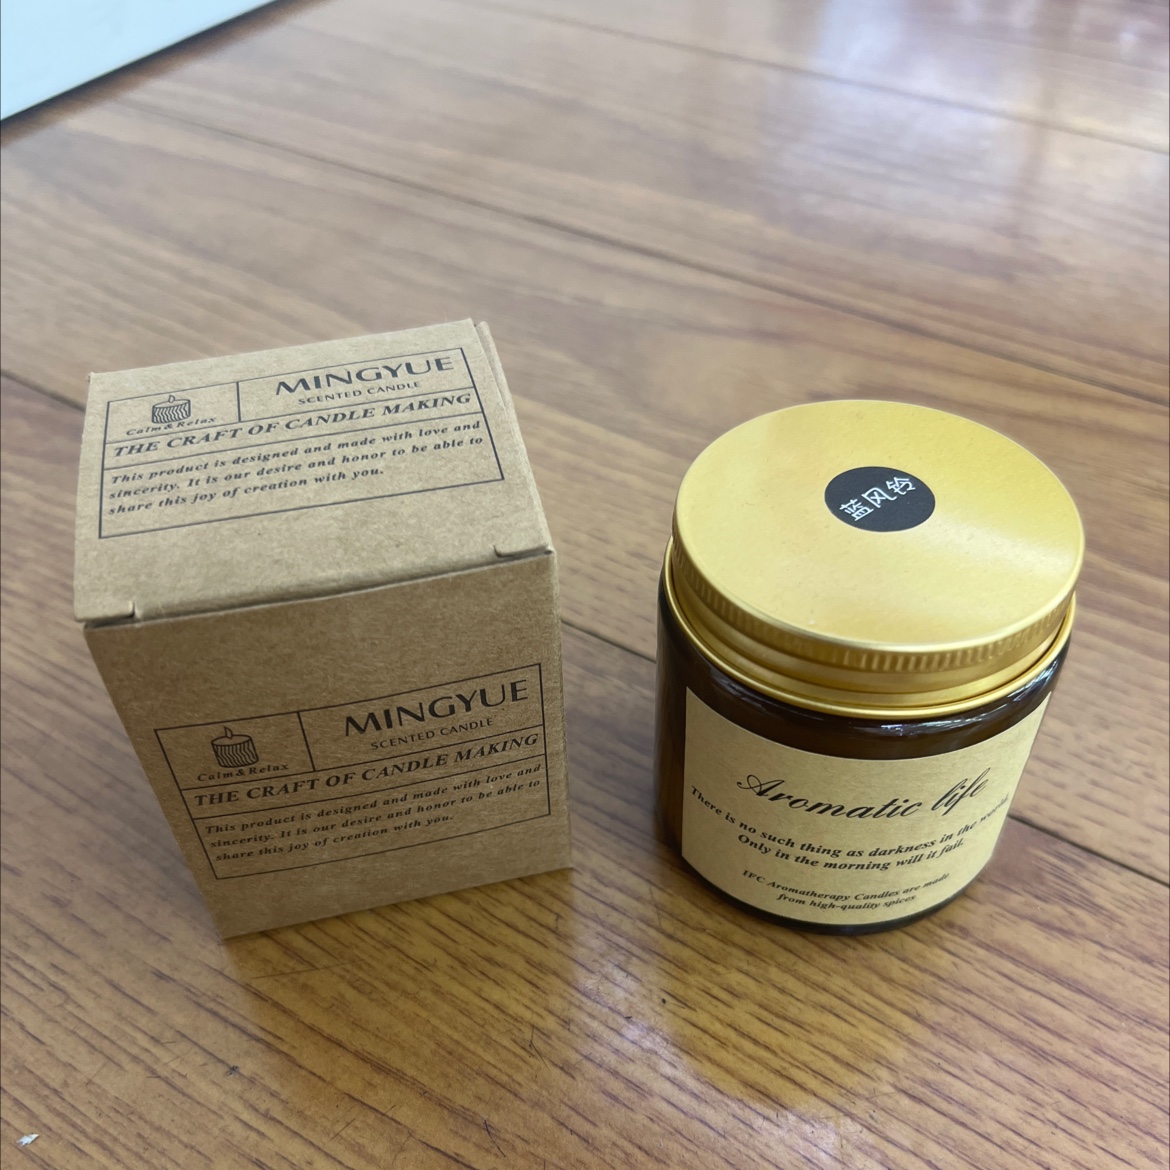 MINGYUE
SCENTED CANDLE
Calm&Relax
THE CRAFT OF CANDLE MAKING
This product is designed and made with love and
sincerity. It is our desire and honor to be able to
share this joy of creation with you.
MINGYUE
SCENTED CANDLE
Calm&Relax
THE CRAFT OF CANDLE MAKING
This product is designed and made with love and
sincerity. It is our desire and honor to be able to
share this joy of creation with you.
蓝风铃
Aromatic life
There is no such thing as darkness in the world.
Only in the morning will it fail.
IFC Aromatherapy Candles are made
from high-quality spices